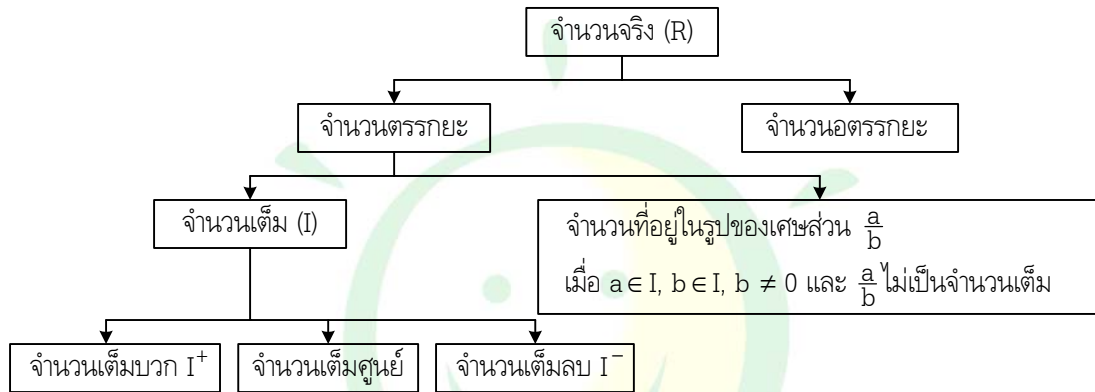 จำนวนจริง (R)
จำนวนตรรกยะ
จำนวนอตรรกยะ
จำนวนเต็ม (I)
จำนวนที่อยู่ในรูปของเศษส่วน a/b
เมื่อ a∈I, b∈I, b ≠ 0 และ a/b ไม่เป็นจำนวนเต็ม
จำนวนเต็มบวก I⁺
จำนวนเต็มศูนย์
จำนวนเต็มลบ I⁻